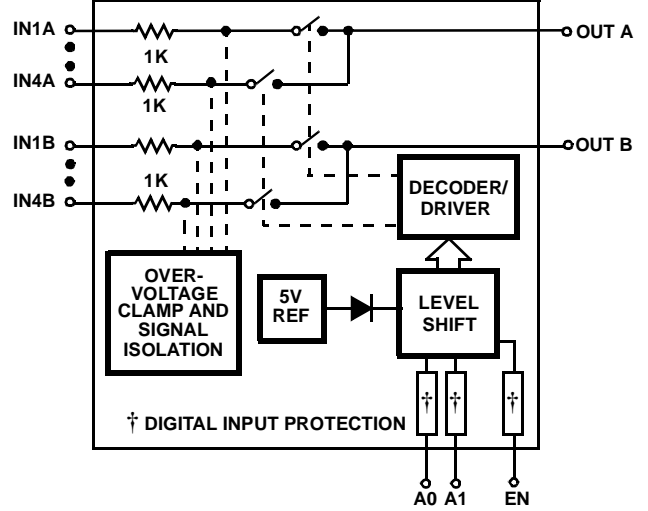 IN1A
1K
OUT A
IN4A
1K
IN1B
OUT B
1K
IN4B
DECODER/
DRIVER
OVER-
VOLTAGE
CLAMP AND
SIGNAL
ISOLATION
5V
REF
LEVEL
SHIFT
† † †
† DIGITAL INPUT PROTECTION
A0 A1 EN